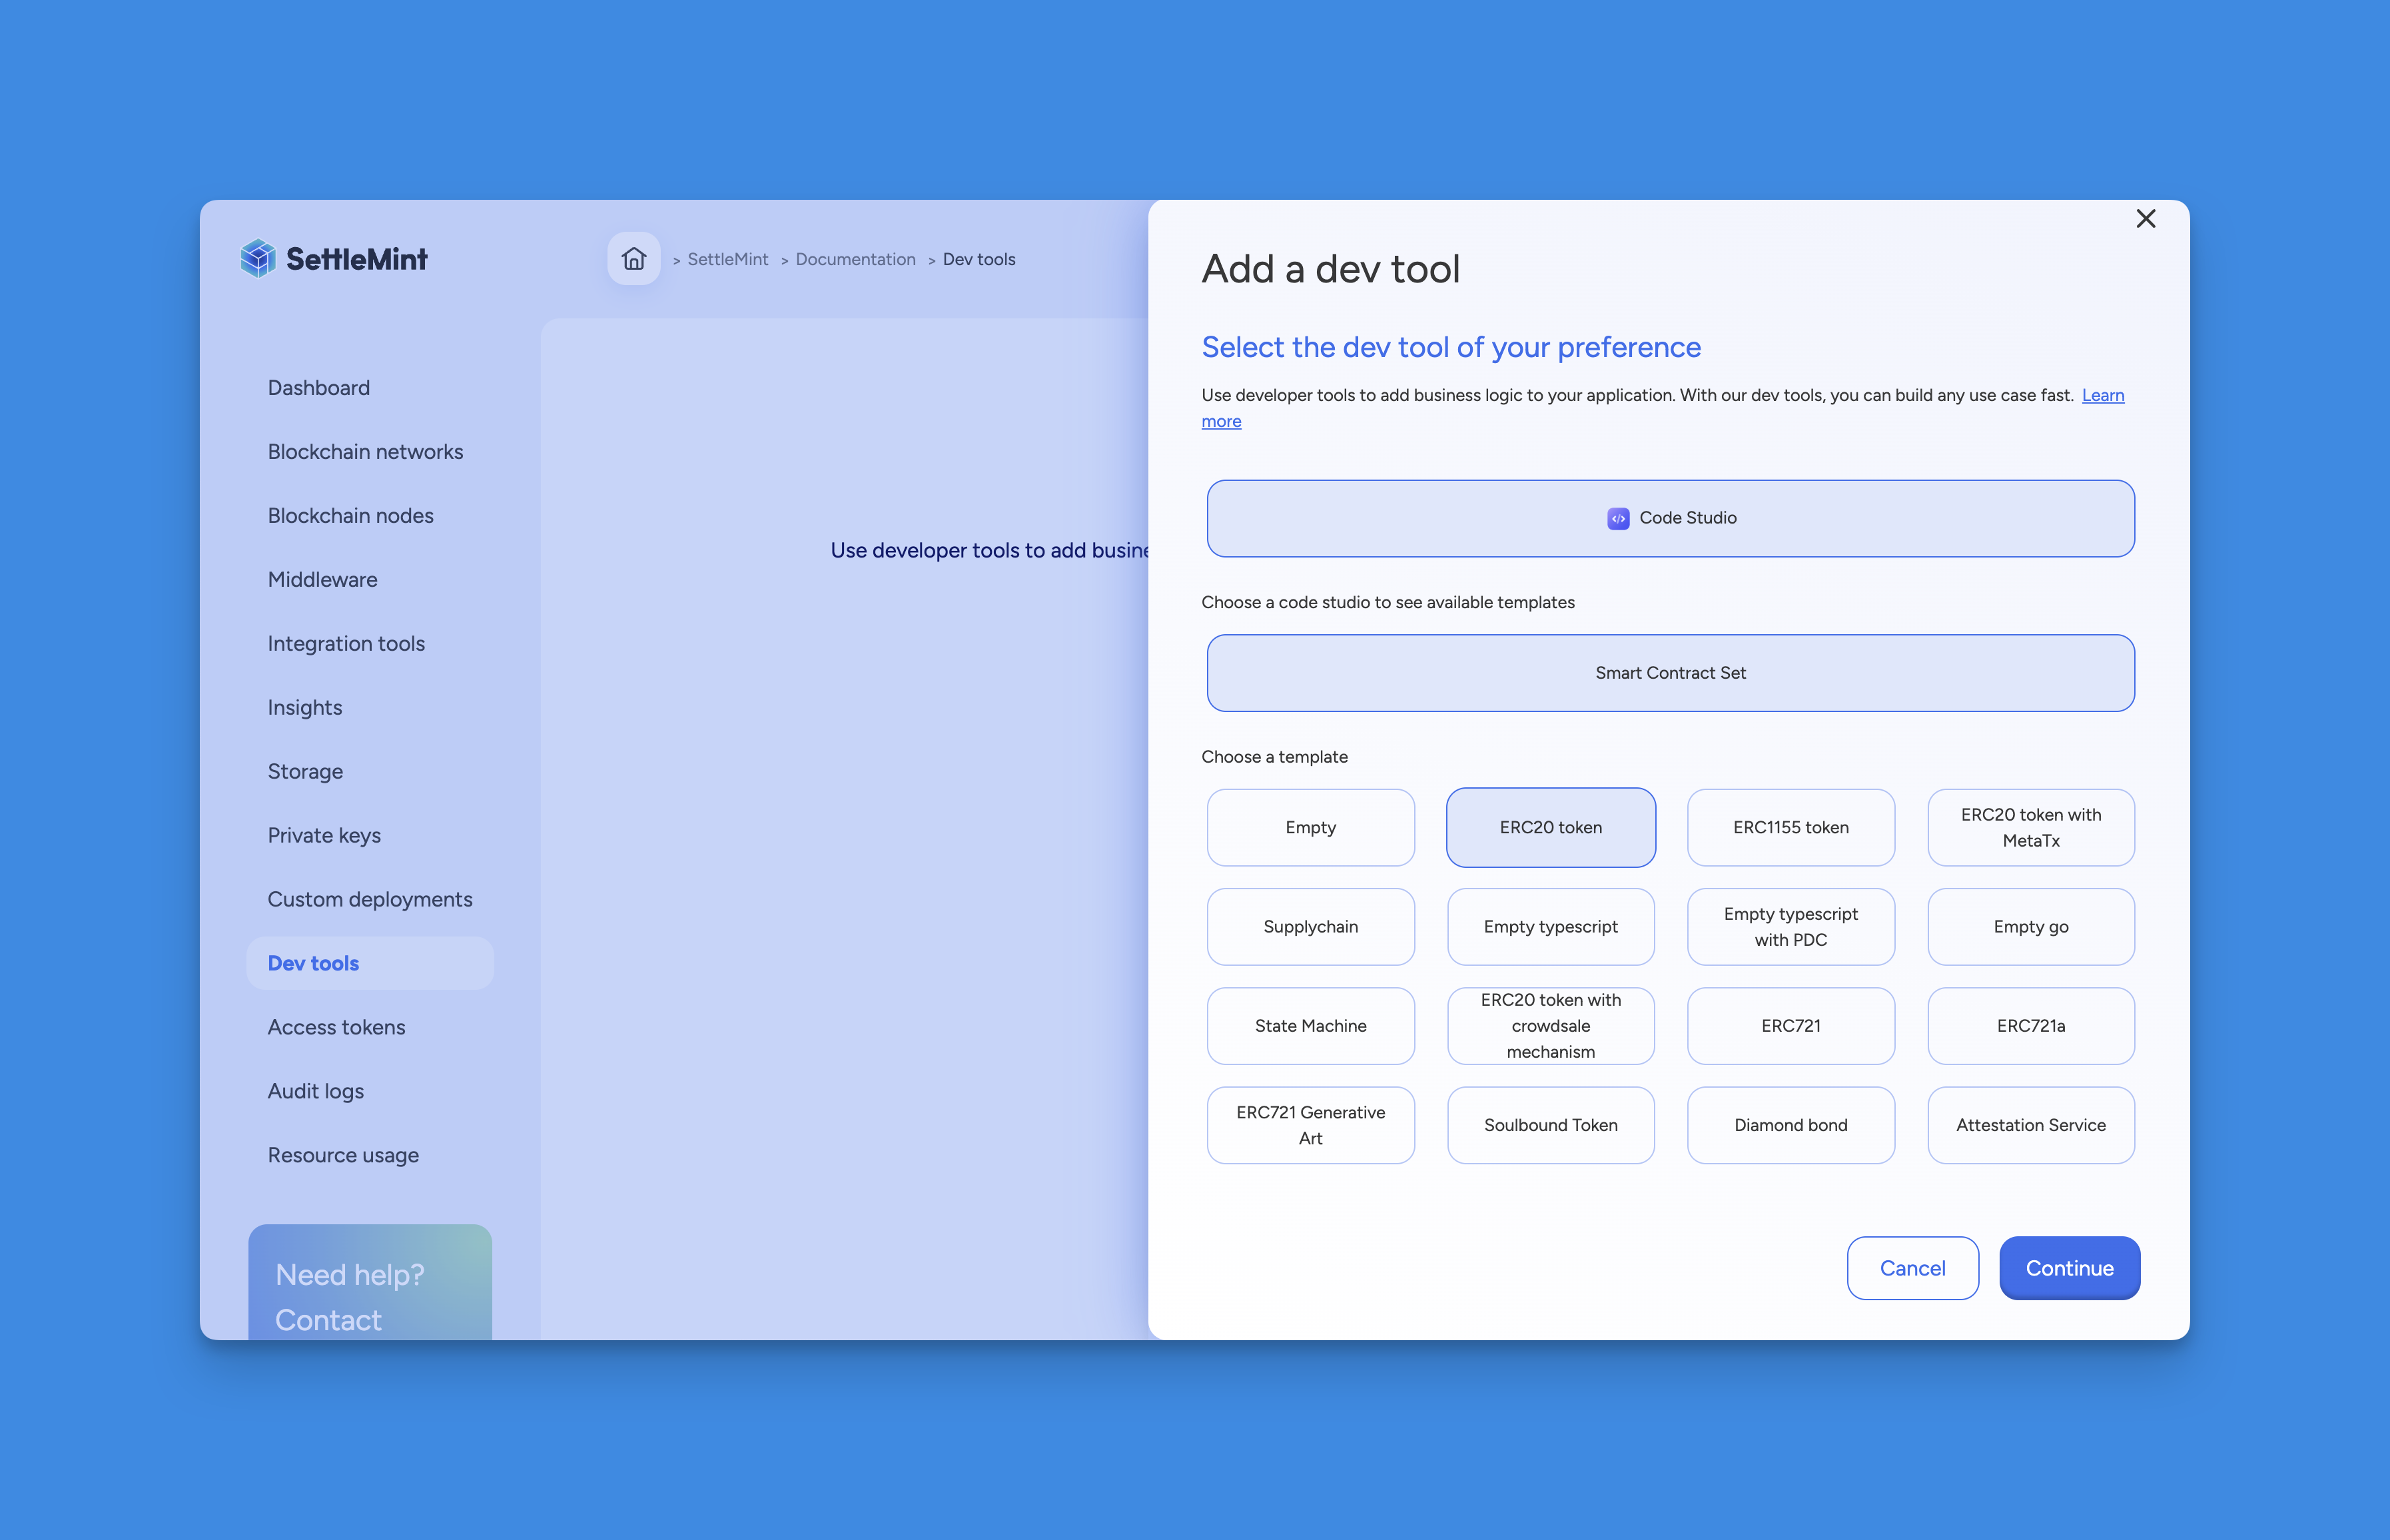 SettleMint
> SettleMint > Documentation > Dev tools
Dashboard
Blockchain networks
Blockchain nodes
Middleware
Integration tools
Insights
Storage
Private keys
Custom deployments
Dev tools
Access tokens
Audit logs
Resource usage
Need help?
Contact
Use developer tools to add busine
Add a dev tool
Select the dev tool of your preference
Use developer tools to add business logic to your application. With our dev tools, you can build any use case fast. Learn
more
</> Code Studio
Choose a code studio to see available templates
Smart Contract Set
Choose a template
Empty
ERC20 token
ERC1155 token
ERC20 token with
MetaTx
Supplychain
Empty typescript
Empty typescript
with PDC
Empty go
State Machine
ERC20 token with
crowdsale
mechanism
ERC721
ERC721a
ERC721 Generative
Art
Soulbound Token
Diamond bond
Attestation Service
Cancel
Continue